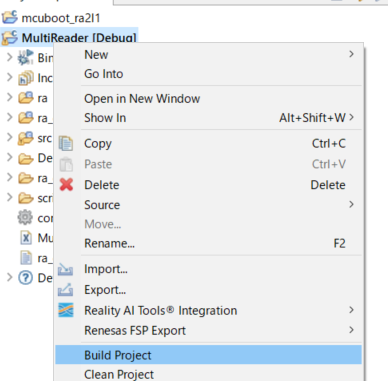 mcuboot_ra2l1
MultiReader [Debug]
Bin
Inc
ra
ra_
src
De
ra_
scri
con
Mu
ra_
De
New
Go Into
Open in New Window
Show In Alt+Shift+W
Copy Ctrl+C
Paste Ctrl+V
Delete Delete
Source
Move...
Rename... F2
Import...
Export...
Reality AI Tools® Integration
Renesas FSP Export
Build Project
Clean Project